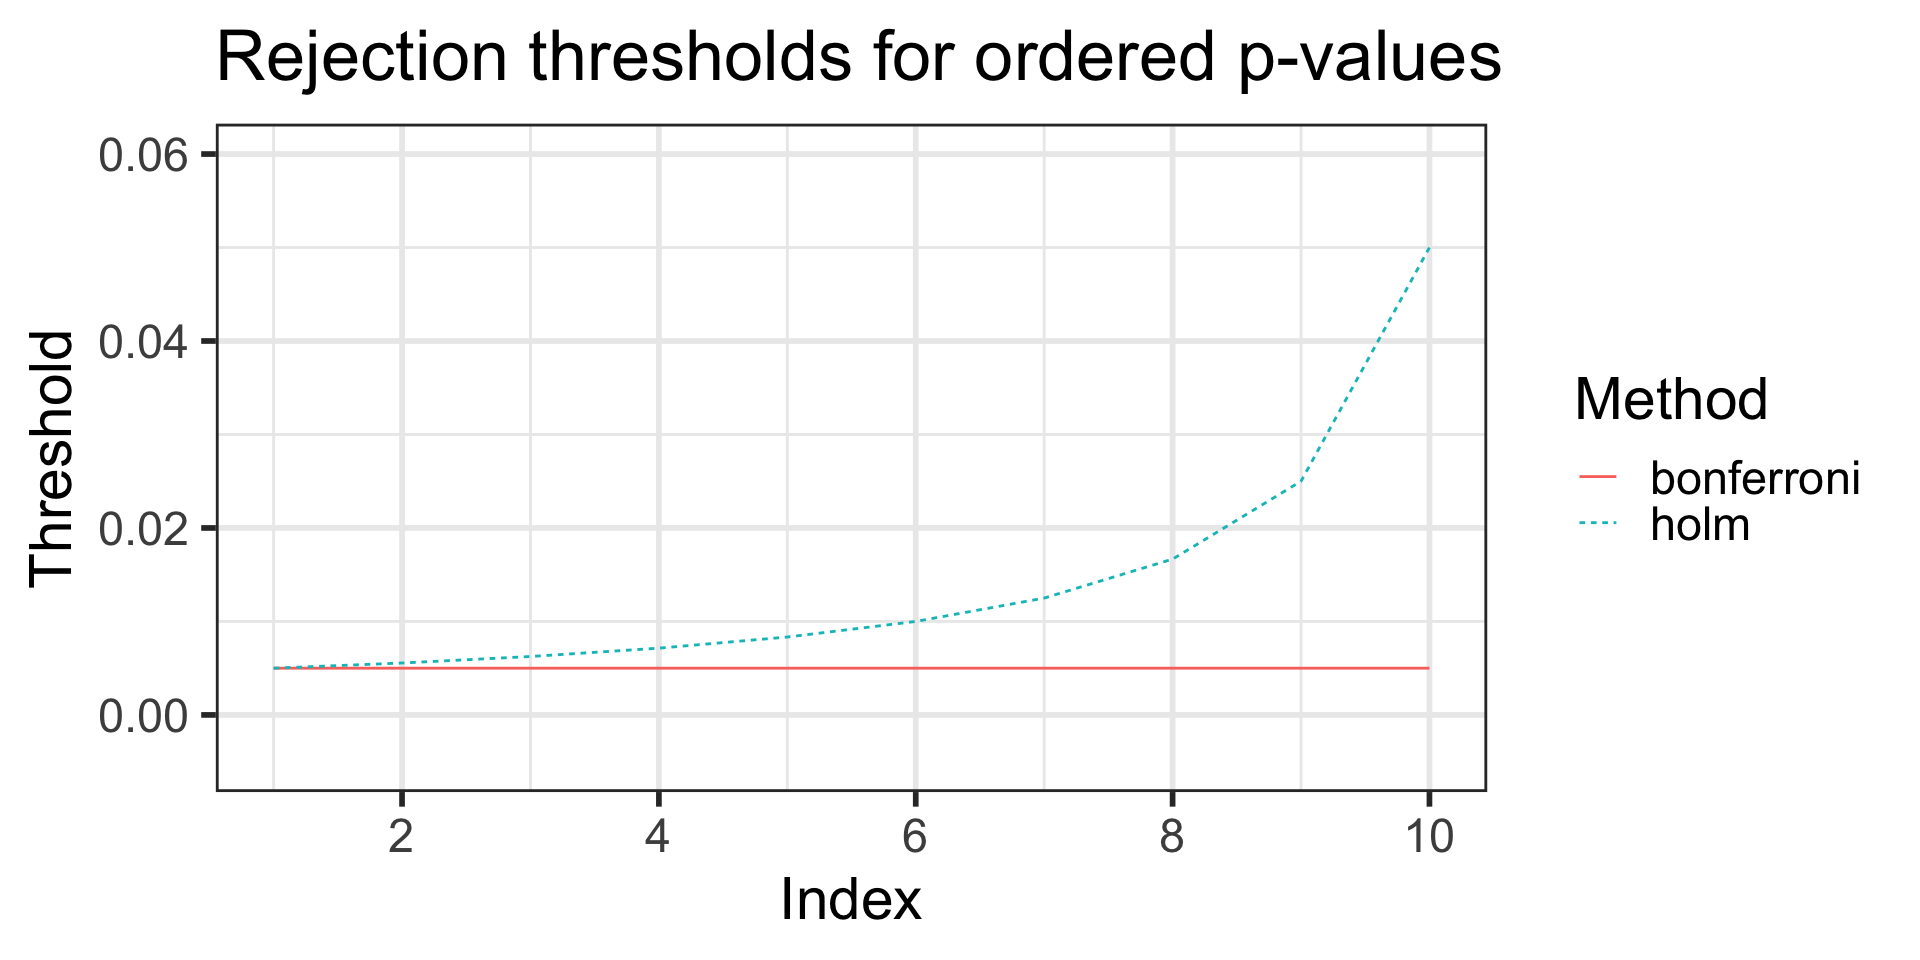 Rejection thresholds for ordered p-values
0.06
0.04
0.02
0.00
Threshold
2 4 6 8 10
Index
Method
bonferroni
holm